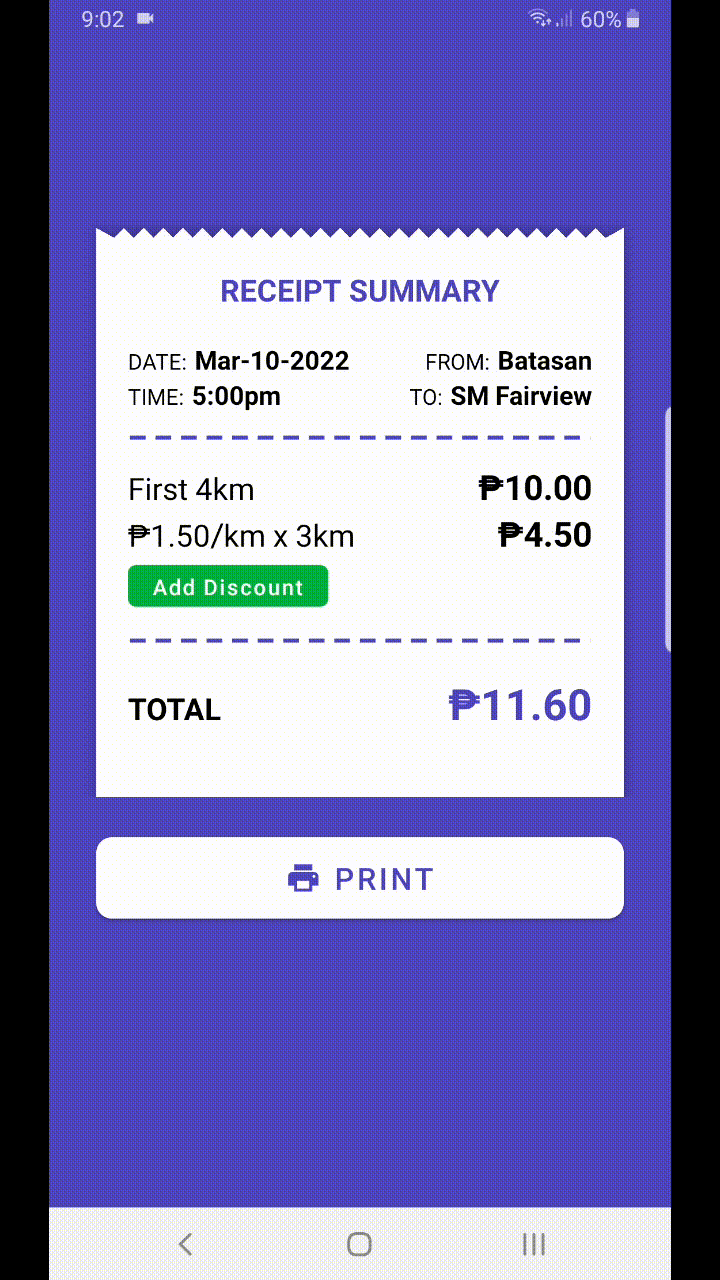 9:02 60%
RECEIPT SUMMARY
DATE: Mar-10-2022 FROM: Batasan
TIME: 5:00pm TO: SM Fairview
First 4km ₱10.00
₱1.50/km x 3km ₱4.50
Add Discount
TOTAL ₱11.60
PRINT